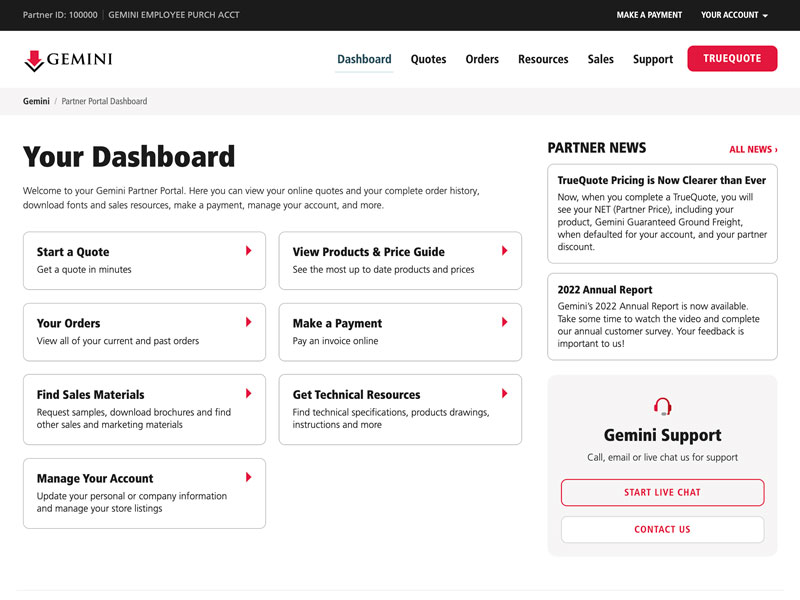 Partner ID: 100000 | GEMINI EMPLOYEE PURCH ACCT
MAKE A PAYMENT
YOUR ACCOUNT
GEMINI
Dashboard
Quotes
Orders
Resources
Sales
Support
TRUEQUOTE
Gemini / Partner Portal Dashboard
Your Dashboard
Welcome to your Gemini Partner Portal. Here you can view your online quotes and your complete order history,
download fonts and sales resources, make a payment, manage your account, and more.
Start a Quote
Get a quote in minutes
View Products & Price Guide
See the most up to date products and prices
Your Orders
View all of your current and past orders
Make a Payment
Pay an invoice online
Find Sales Materials
Request samples, download brochures and find
other sales and marketing materials
Get Technical Resources
Find technical specifications, products drawings,
instructions and more
Manage Your Account
Update your personal or company information
and manage your store listings
PARTNER NEWS
ALL NEWS ›
TrueQuote Pricing is Now Clearer than Ever
Now, when you complete a TrueQuote, you will
see your NET (Partner Price), including your
product, Gemini Guaranteed Ground Freight,
when defaulted for your account, and your partner
discount.
2022 Annual Report
Gemini's 2022 Annual Report is now available.
Take some time to watch the video and complete
our annual customer survey. Your feedback is
important to us!
Gemini Support
Call, email or live chat us for support
START LIVE CHAT
CONTACT US